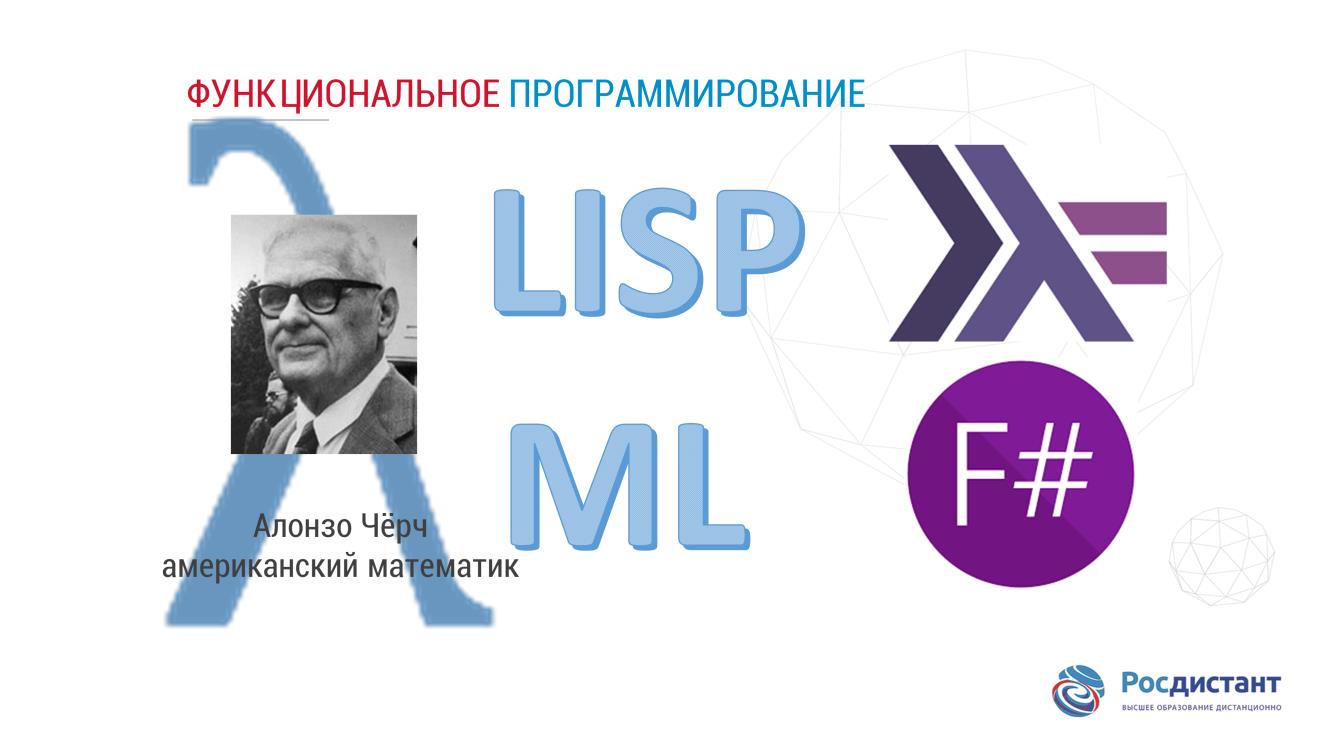 ФУНКЦИОНАЛЬНОЕ ПРОГРАММИРОВАНИЕ
LISP
ML
F#
Алонзо Чёрч
американский математик
Росдистант
ВЫСШЕЕ ОБРАЗОВАНИЕ ДИСТАНЦИОННО